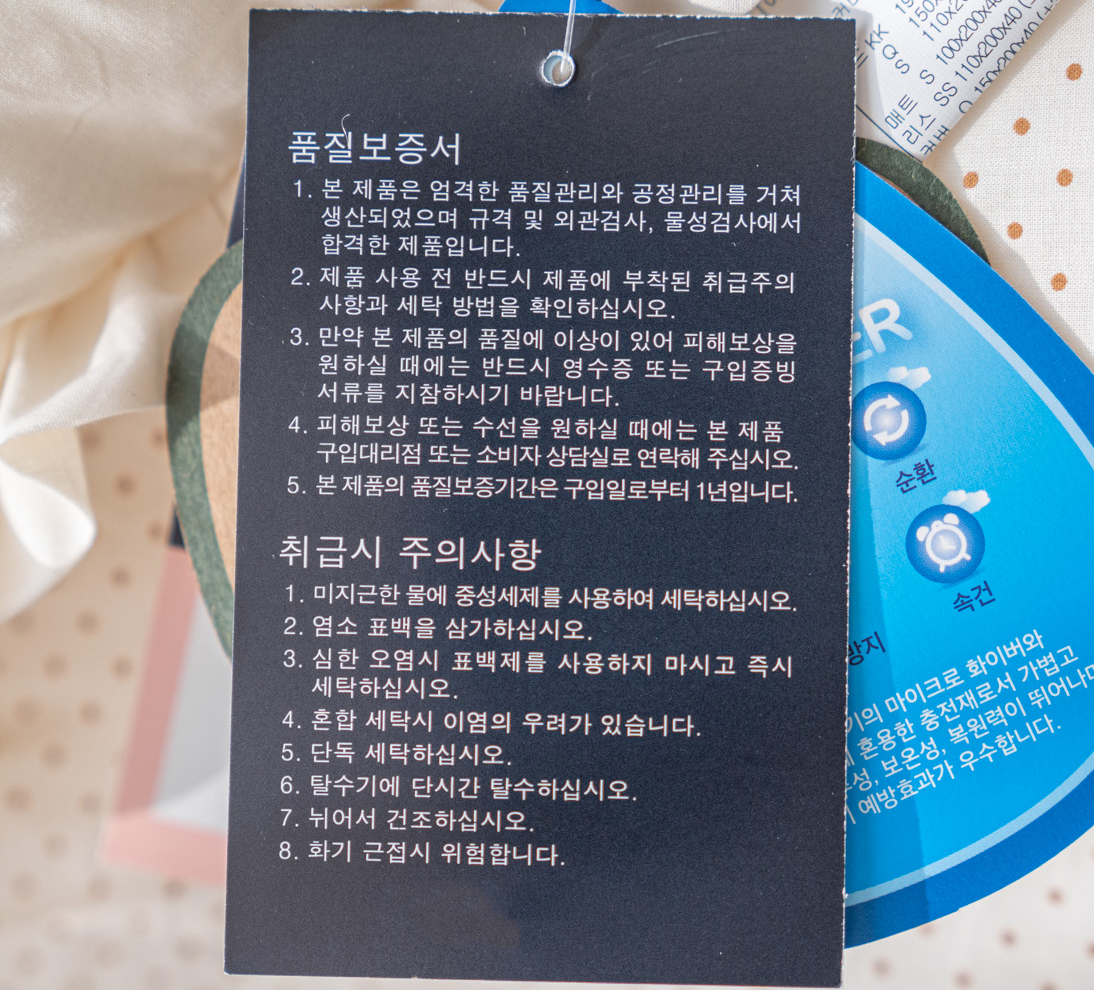 품질보증서
1. 본 제품은 엄격한 품질관리와 공정관리를 거쳐
생산되었으며 규격 및 외관검사, 물성검사에서
합격한 제품입니다.
2. 제품 사용 전 반드시 제품에 부착된 취급주의
사항과 세탁 방법을 확인하십시오.
3. 만약 본 제품의 품질에 이상이 있어 피해보상을
원하실 때에는 반드시 영수증 또는 구입증빙
서류를 지참하시기 바랍니다.
4. 피해보상 또는 수선을 원하실 때에는 본 제품
구입대리점 또는 소비자 상담실로 연락해 주십시오.
5. 본 제품의 품질보증기간은 구입일로부터 1년입니다.
취급시 주의사항
1. 미지근한 물에 중성세제를 사용하여 세탁하십시오.
2. 염소 표백을 삼가하십시오.
3. 심한 오염시 표백제를 사용하지 마시고 즉시
세탁하십시오.
4. 혼합 세탁시 이염의 우려가 있습니다.
5. 단독 세탁하십시오.
6. 탈수기에 단시간 탈수하십시오.
7. 뉘어서 건조하십시오.
8. 화기 근접시 위험합니다.
KK
Q
S
매트 S 100x200x40
리스 SS 110x200x40
커버 Q 150x200x40
ER
순환
속건
방지
기의 마이크로 화이버와
혼용한 충전재로서 가볍고
성, 보온성, 복원력이 뛰어나며
예방효과가 우수합니다.